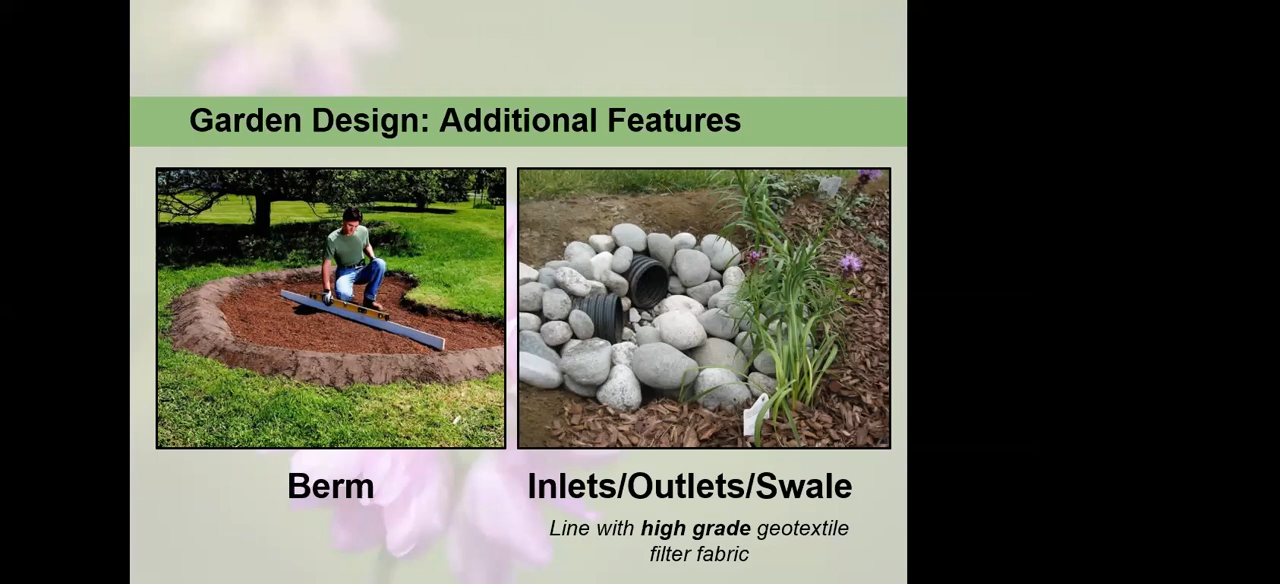 Garden Design: Additional Features
Berm
Inlets/Outlets/Swale
Line with high grade geotextile
filter fabric